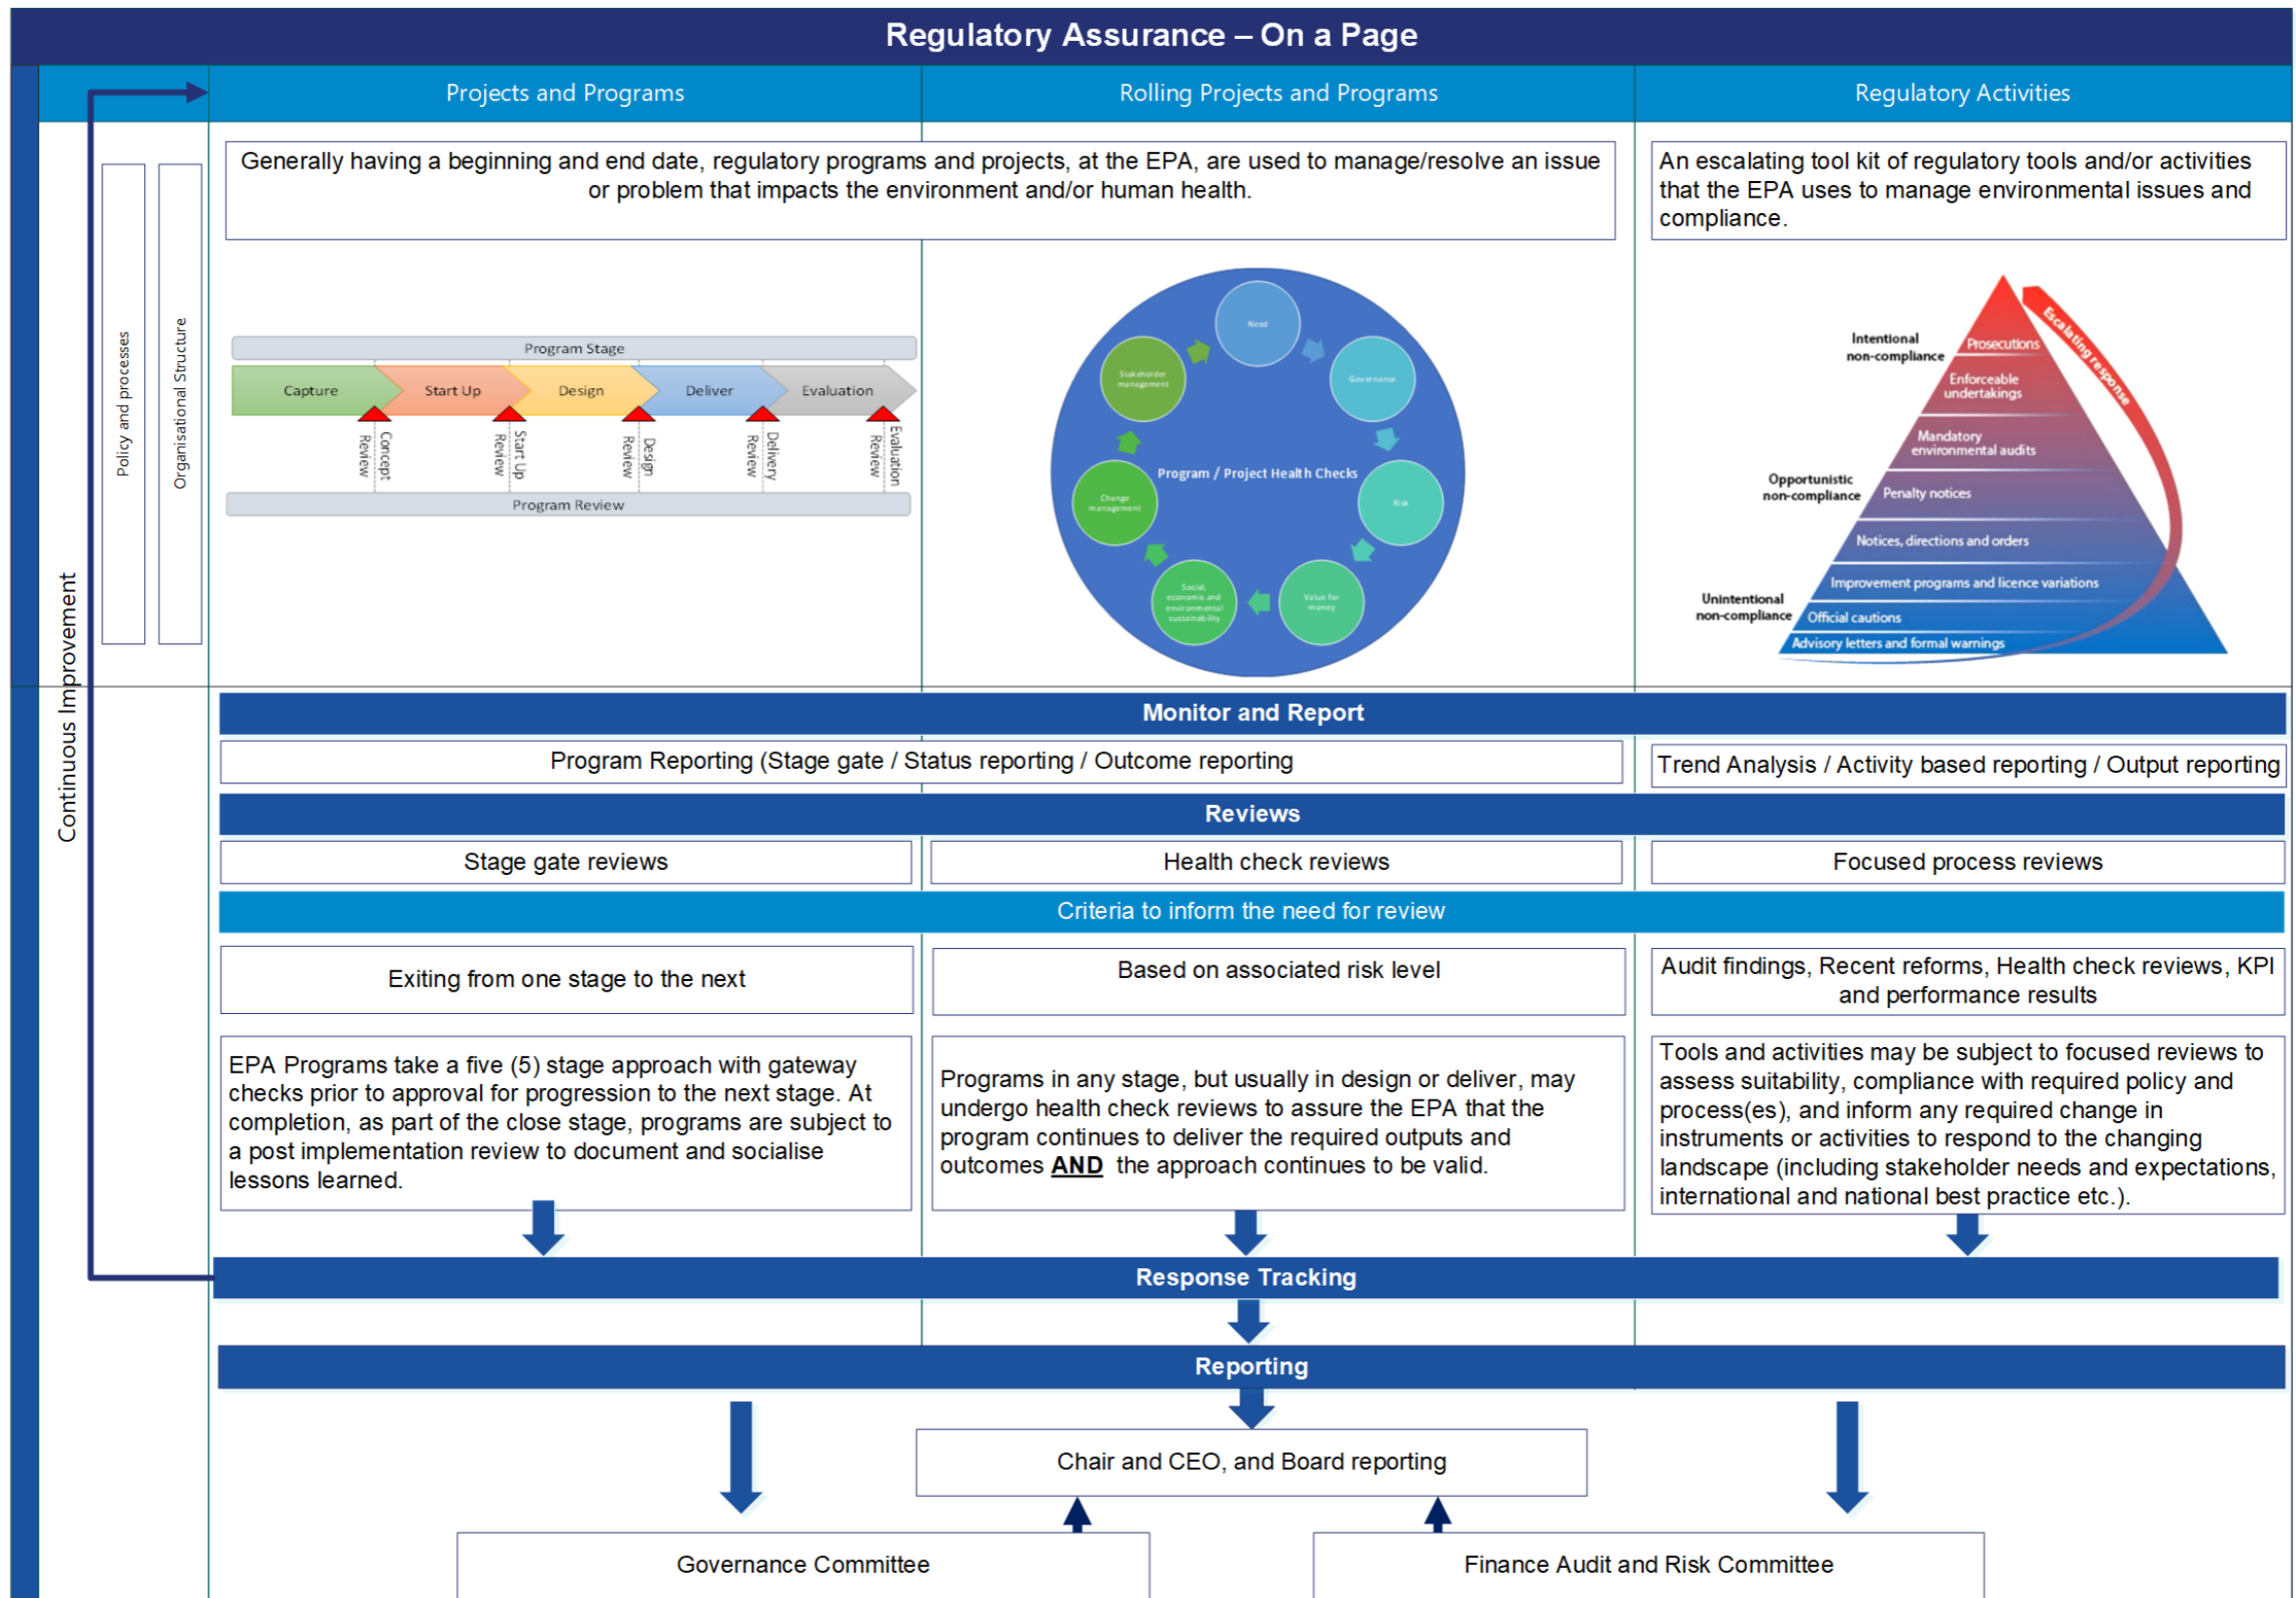 Regulatory Assurance – On a Page
Projects and Programs
Rolling Projects and Programs
Regulatory Activities
Continuous Improvement
Policy and processes
Organisational Structure
Generally having a beginning and end date, regulatory programs and projects, at the EPA, are used to manage/resolve an issue
or problem that impacts the environment and/or human health.
An escalating tool kit of regulatory tools and/or activities
that the EPA uses to manage environmental issues and
compliance.
Program Stage
Capture
Start Up
Design
Deliver
Evaluation
Concept
Review
Start Up
Review
Design
Review
Delivery
Review
Evaluation
Review
Program Review
Need
Governance
Risk
Value for
money
Social,
economic and
environmental
sustainability
Change
management
Stakeholder
management
Program / Project Health Checks
Escalating response
Intentional
non-compliance
Opportunistic
non-compliance
Unintentional
non-compliance
Prosecutions
Enforceable
undertakings
Mandatory
environmental audits
Penalty notices
Notices, directions and orders
Improvement programs and licence variations
Official cautions
Advisory letters and formal warnings
Monitor and Report
Program Reporting (Stage gate / Status reporting / Outcome reporting
Trend Analysis / Activity based reporting / Output reporting
Reviews
Stage gate reviews
Health check reviews
Focused process reviews
Criteria to inform the need for review
Exiting from one stage to the next
Based on associated risk level
Audit findings, Recent reforms, Health check reviews, KPI
and performance results
EPA Programs take a five (5) stage approach with gateway
checks prior to approval for progression to the next stage. At
completion, as part of the close stage, programs are subject to
a post implementation review to document and socialise
lessons learned.
Programs in any stage, but usually in design or deliver, may
undergo health check reviews to assure the EPA that the
program continues to deliver the required outputs and
outcomes AND the approach continues to be valid.
Tools and activities may be subject to focused reviews to
assess suitability, compliance with required policy and
process(es), and inform any required change in
instruments or activities to respond to the changing
landscape (including stakeholder needs and expectations,
international and national best practice etc.).
Response Tracking
Reporting
Chair and CEO, and Board reporting
Governance Committee
Finance Audit and Risk Committee